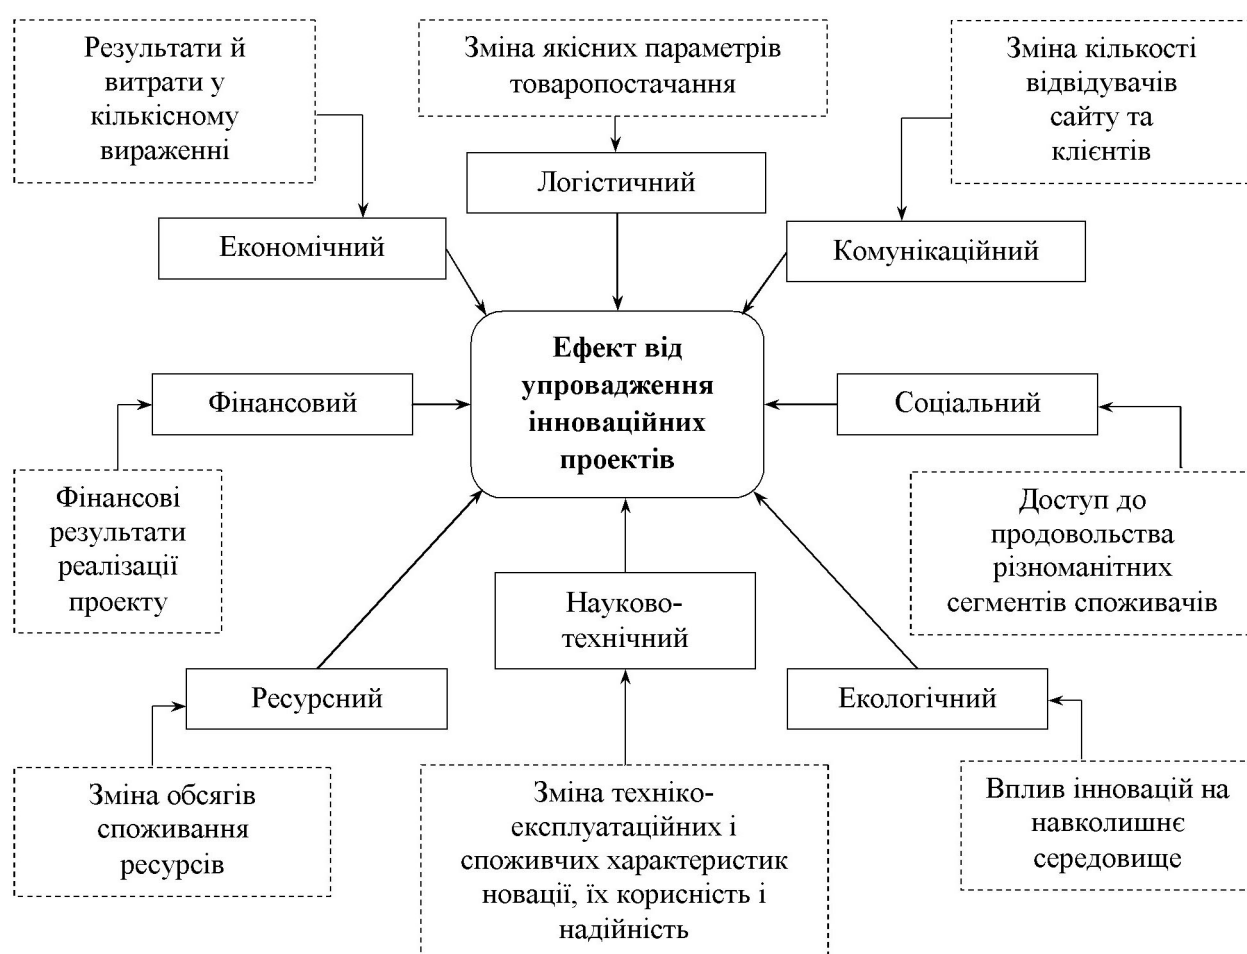 Результати й
витрати у
кількісному
вираженні
Зміна якісних параметрів
товаропостачання
Зміна кількості
відвідувачів
сайту та
клієнтів
Логістичний
Економічний
Комунікаційний
Ефект від
упровадження
інноваційних
проектів
Фінансовий
Соціальний
Фінансові
результати
реалізації
проекту
Доступ до
продовольства
різноманітних
сегментів споживачів
Науково-
технічний
Ресурсний
Екологічний
Зміна обсягів
споживання
ресурсів
Зміна техніко-
експлуатаційних і
споживчих характеристик
новації, їх корисність і
надійність
Вплив інновацій на
навколишнє
середовище